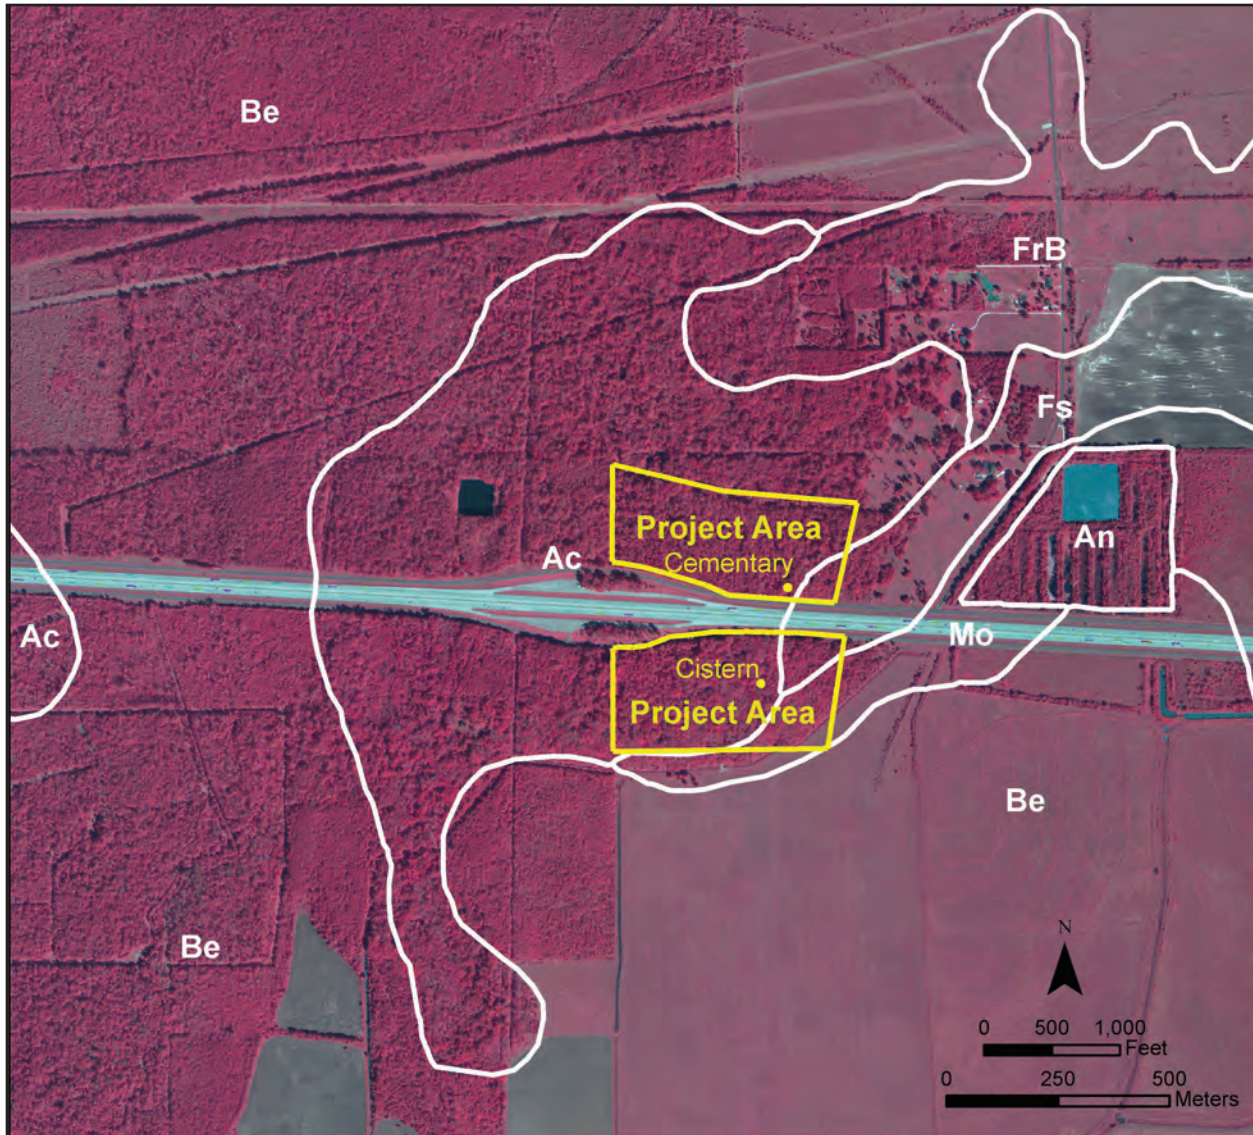 Be
FrB
Fs
Project Area
Cementary
An
Ac
Ac
Mo
Cistern
Project Area
Be
Be
N
0 500 1,000
Feet
0 250 500
Meters